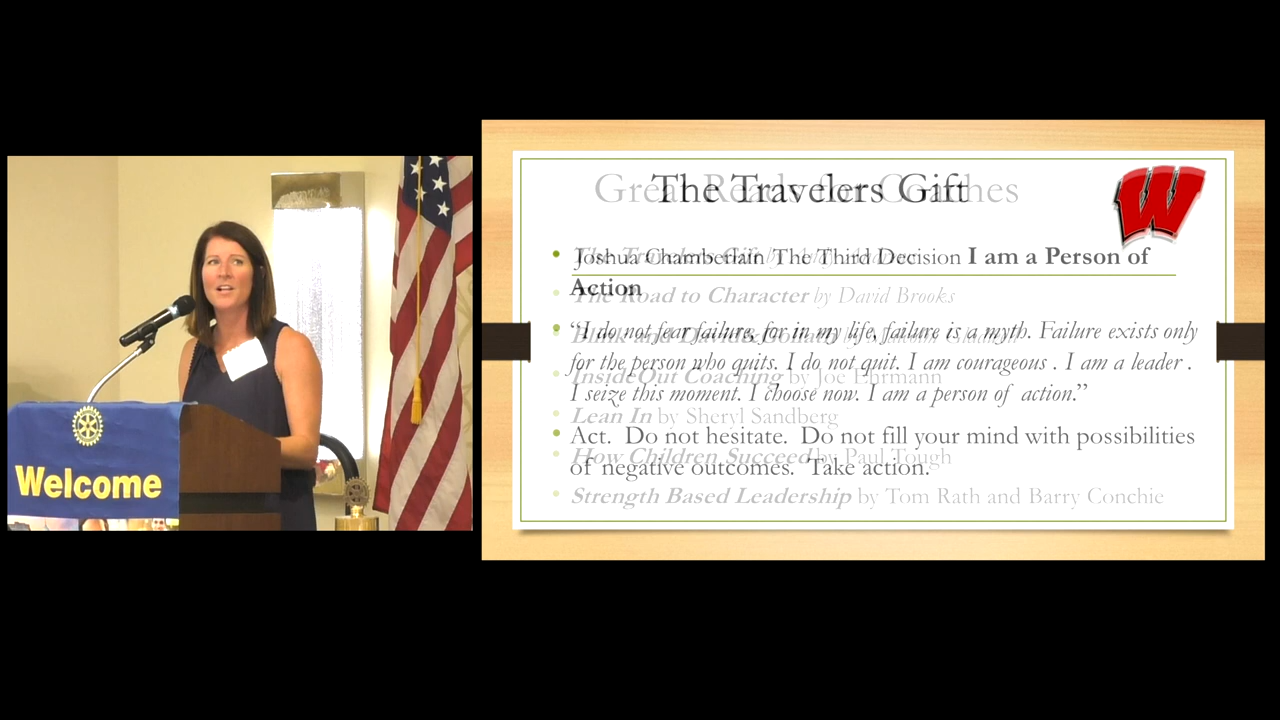 Welcome
The Travelers Gift
Great Reads for Coaches
W
Joshua Chamberlain The Third Decision I am a Person of
Action
The Road to Character by David Brooks
“I do not fear failure, for in my life, failure is a myth. Failure exists only
for the person who quits. I do not quit. I am courageous . I am a leader .
InsideOut Coaching by Joe Ehrmann
I seize this moment. I choose now. I am a person of action.”
Lean In by Sheryl Sandberg
Act. Do not hesitate. Do not fill your mind with possibilities
How Children Succeed by Paul Tough
of negative outcomes. Take action.
Strength Based Leadership by Tom Rath and Barry Conchie